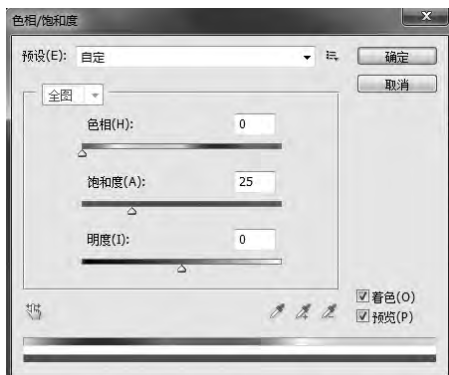 色相/饱和度
预设(E): 自定
确定
取消
全图
色相(H): 0
饱和度(A): 25
明度(I): 0
着色(O)
预览(P)